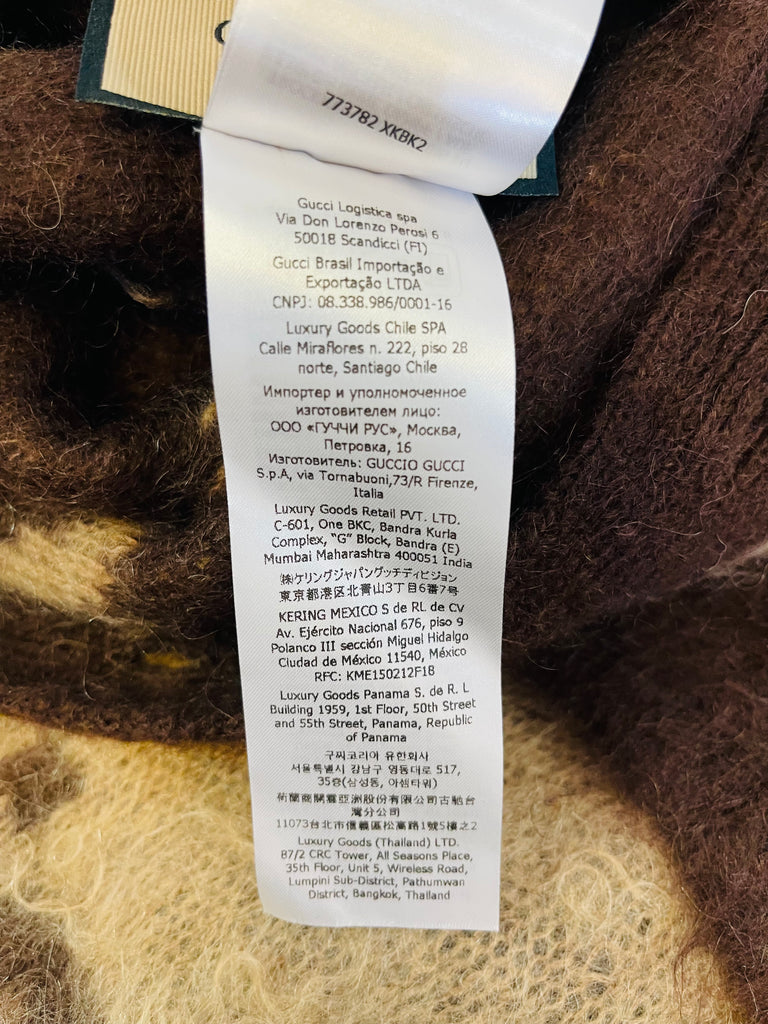 773782 XKBK2
Gucci Logistica spa
Via Don Lorenzo Perosi 6
50018 Scandicci (FI)
Gucci Brasil Importação e
Exportação LTDA
CNPJ: 08.338.986/0001-16
Luxury Goods Chile SPA
Calle Miraflores n. 222, piso 28
norte, Santiago Chile
Импортер и уполномоченное
изготовителем лицо:
ООО «ГУЧЧИ РУС», Москва,
Петровка, 16
Изготовитель: GUCCIO GUCCI
S.p.A, via Tornabuoni,73/R Firenze,
Italia
Luxury Goods Retail PVT. LTD.
C-601, One BKC, Bandra Kurla
Complex, "G" Block, Bandra (E)
Mumbai Maharashtra 400051 India
㈱ケリングジャパングッチディビジョン
東京都港区北青山3丁目6番7号
KERING MEXICO S de RL de CV
Av. Ejército Nacional 676, piso 9
Polanco III sección Miguel Hidalgo
Ciudad de México 11540, México
RFC: KME150212F18
Luxury Goods Panama S. de R. L
Building 1959, 1st Floor, 50th Street
and 55th Street, Panama, Republic
of Panama
구찌코리아 유한회사
서울특별시 강남구 영동대로 517,
35층(삼성동, 아셈타워)
荷蘭商開雲亞洲股份有限公司古馳台
灣分公司
11073台北市信義區松高路1號5樓之2
Luxury Goods (Thailand) LTD.
87/2 CRC Tower, All Seasons Place,
35th Floor, Unit 5, Wireless Road,
Lumpini Sub-District, Pathumwan
District, Bangkok, Thailand